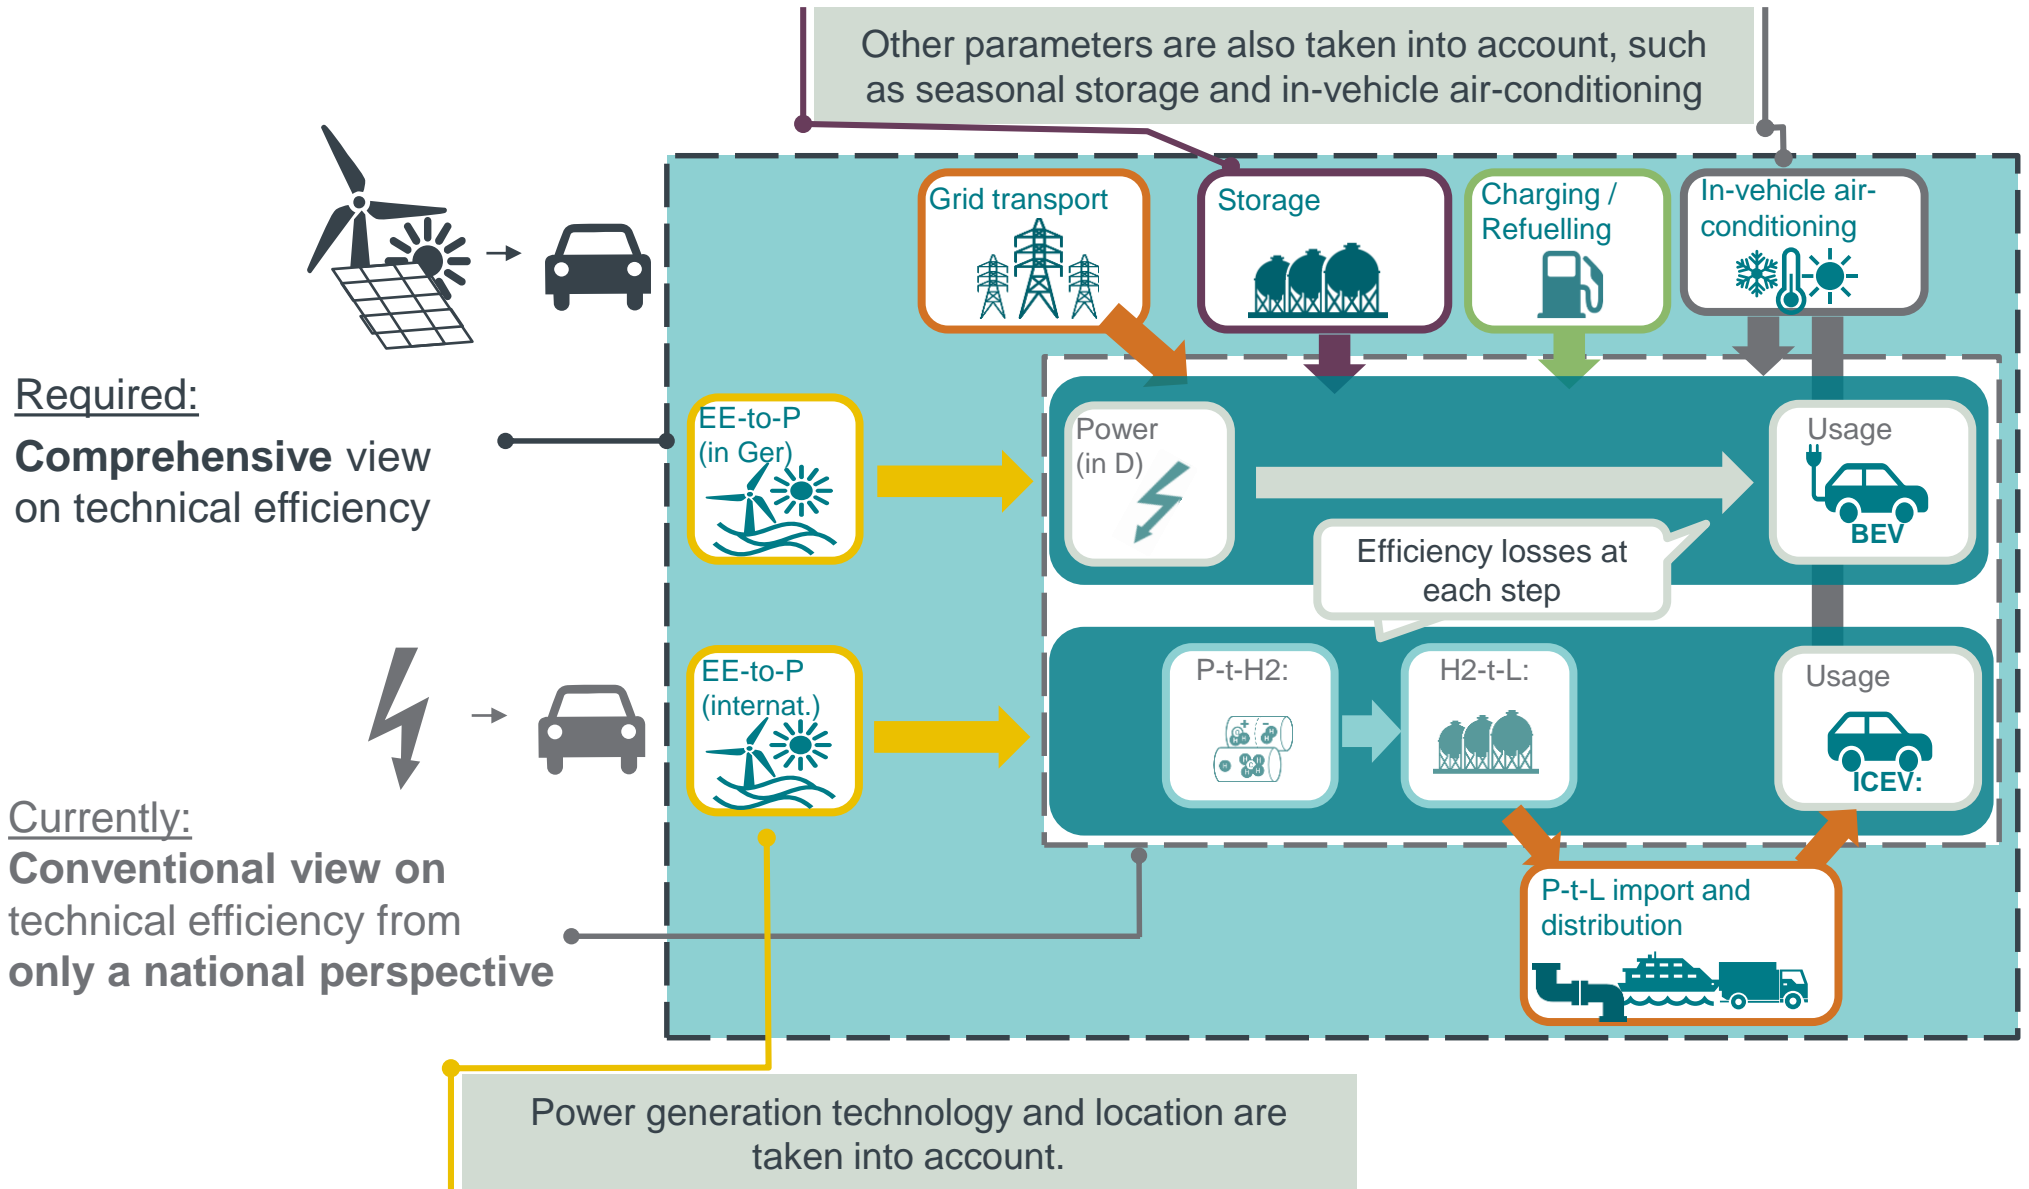 Other parameters are also taken into account, such
as seasonal storage and in-vehicle air-conditioning
Grid transport
Storage
Charging /
Refuelling
In-vehicle air-
conditioning
Required:
Comprehensive view
on technical efficiency
EE-to-P
(in Ger)
Power
(in D)
Usage
BEV
Efficiency losses at
each step
EE-to-P
(internat.)
P-t-H2:
H2-t-L:
Usage
ICEV:
Currently:
Conventional view on
technical efficiency from
only a national perspective
P-t-L import and
distribution
Power generation technology and location are
taken into account.